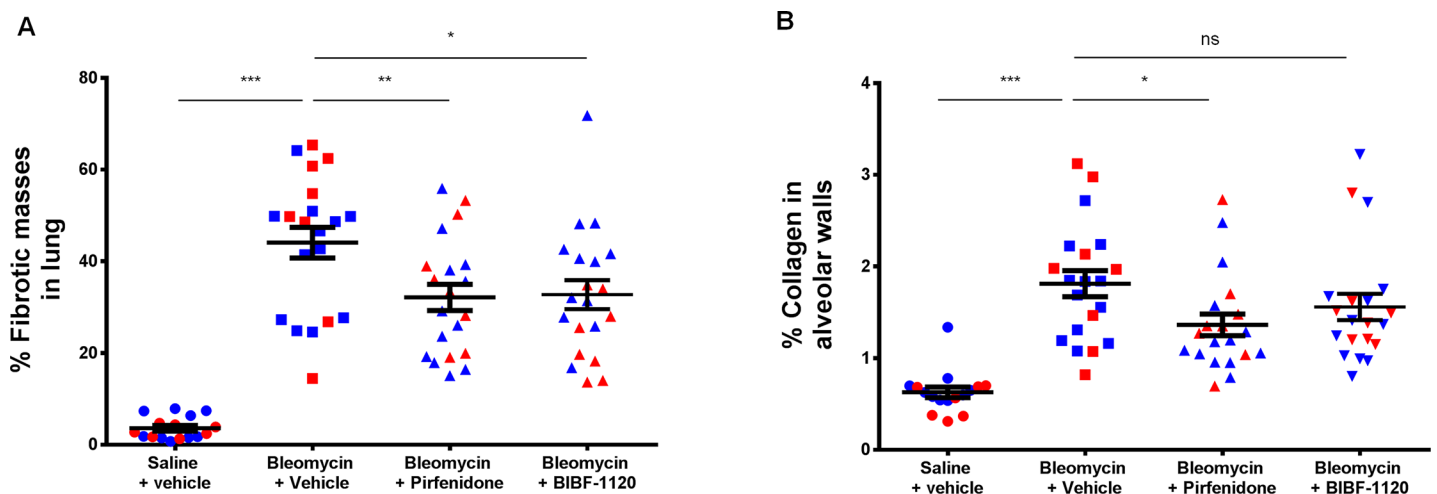 A
*
***
**
80
60
40
20
0
% Fibrotic masses
in lung
Saline
+ vehicle
Bleomycin
+ Vehicle
Bleomycin
+ Pirfenidone
Bleomycin
+ BIBF-1120
B
ns
***
*
4
3
2
1
0
% Collagen in
alveolar walls
Saline
+ vehicle
Bleomycin
+ Vehicle
Bleomycin
+ Pirfenidone
Bleomycin
+ BIBF-1120